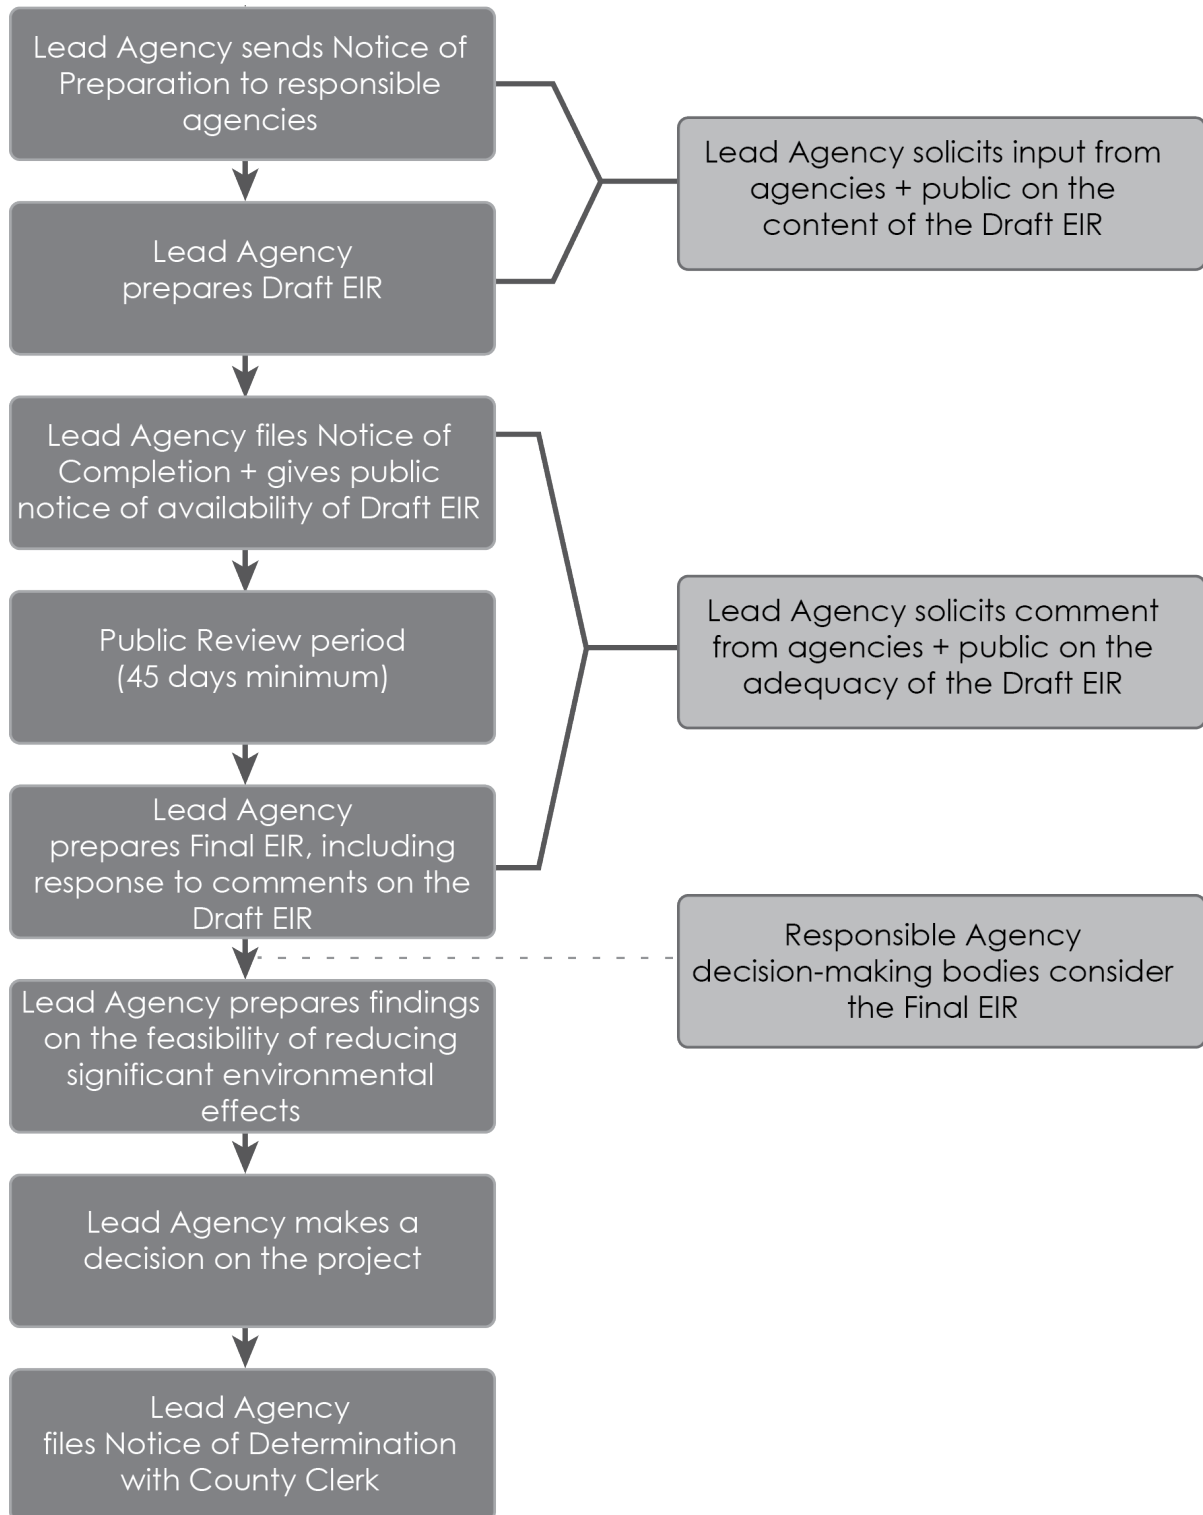 Lead Agency sends Notice of
Preparation to responsible
agencies
Lead Agency solicits input from
agencies + public on the
content of the Draft EIR
Lead Agency
prepares Draft EIR
Lead Agency files Notice of
Completion + gives public
notice of availability of Draft EIR
Public Review period
(45 days minimum)
Lead Agency solicits comment
from agencies + public on the
adequacy of the Draft EIR
Lead Agency
prepares Final EIR, including
response to comments on the
Draft EIR
Responsible Agency
decision-making bodies consider
the Final EIR
Lead Agency prepares findings
on the feasibility of reducing
significant environmental
effects
Lead Agency makes a
decision on the project
Lead Agency
files Notice of Determination
with County Clerk